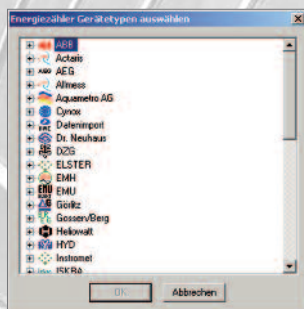 Energiezähler Gerätetypen auswählen
ABB
Actaris
AEG
Allmess
Aquametro AG
Cynox
Datenimport
Dr. Neuhaus
DZG
ELSTER
EMH
EMU
Görlitz
Gossen/Berg
Heliowatt
HYD
Instromet
ISKRA
OK
Abbrechen